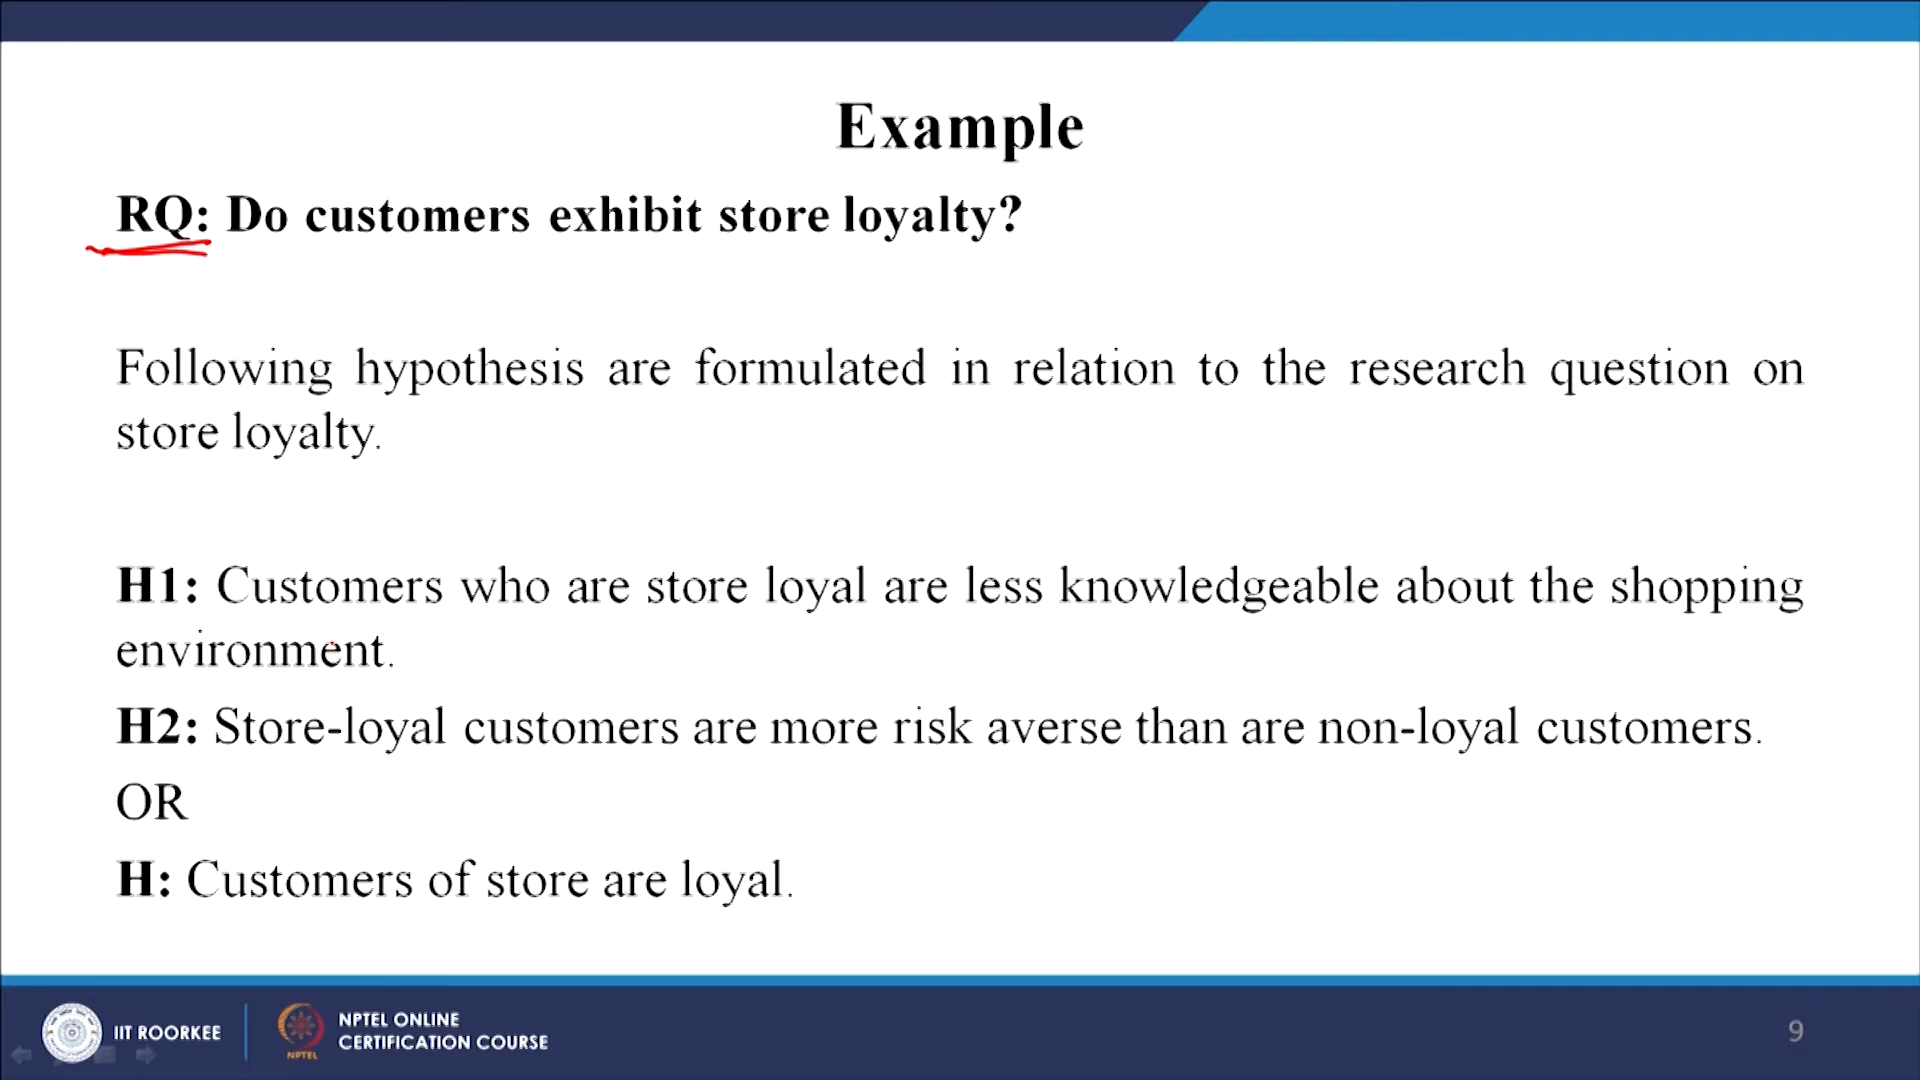 Example
RQ: Do customers exhibit store loyalty?
Following hypothesis are formulated in relation to the research question on
store loyalty.
H1: Customers who are store loyal are less knowledgeable about the shopping
environment.
H2: Store-loyal customers are more risk averse than are non-loyal customers.
OR
H: Customers of store are loyal.
IIT ROORKEE
NPTEL
NPTEL ONLINE
CERTIFICATION COURSE
9